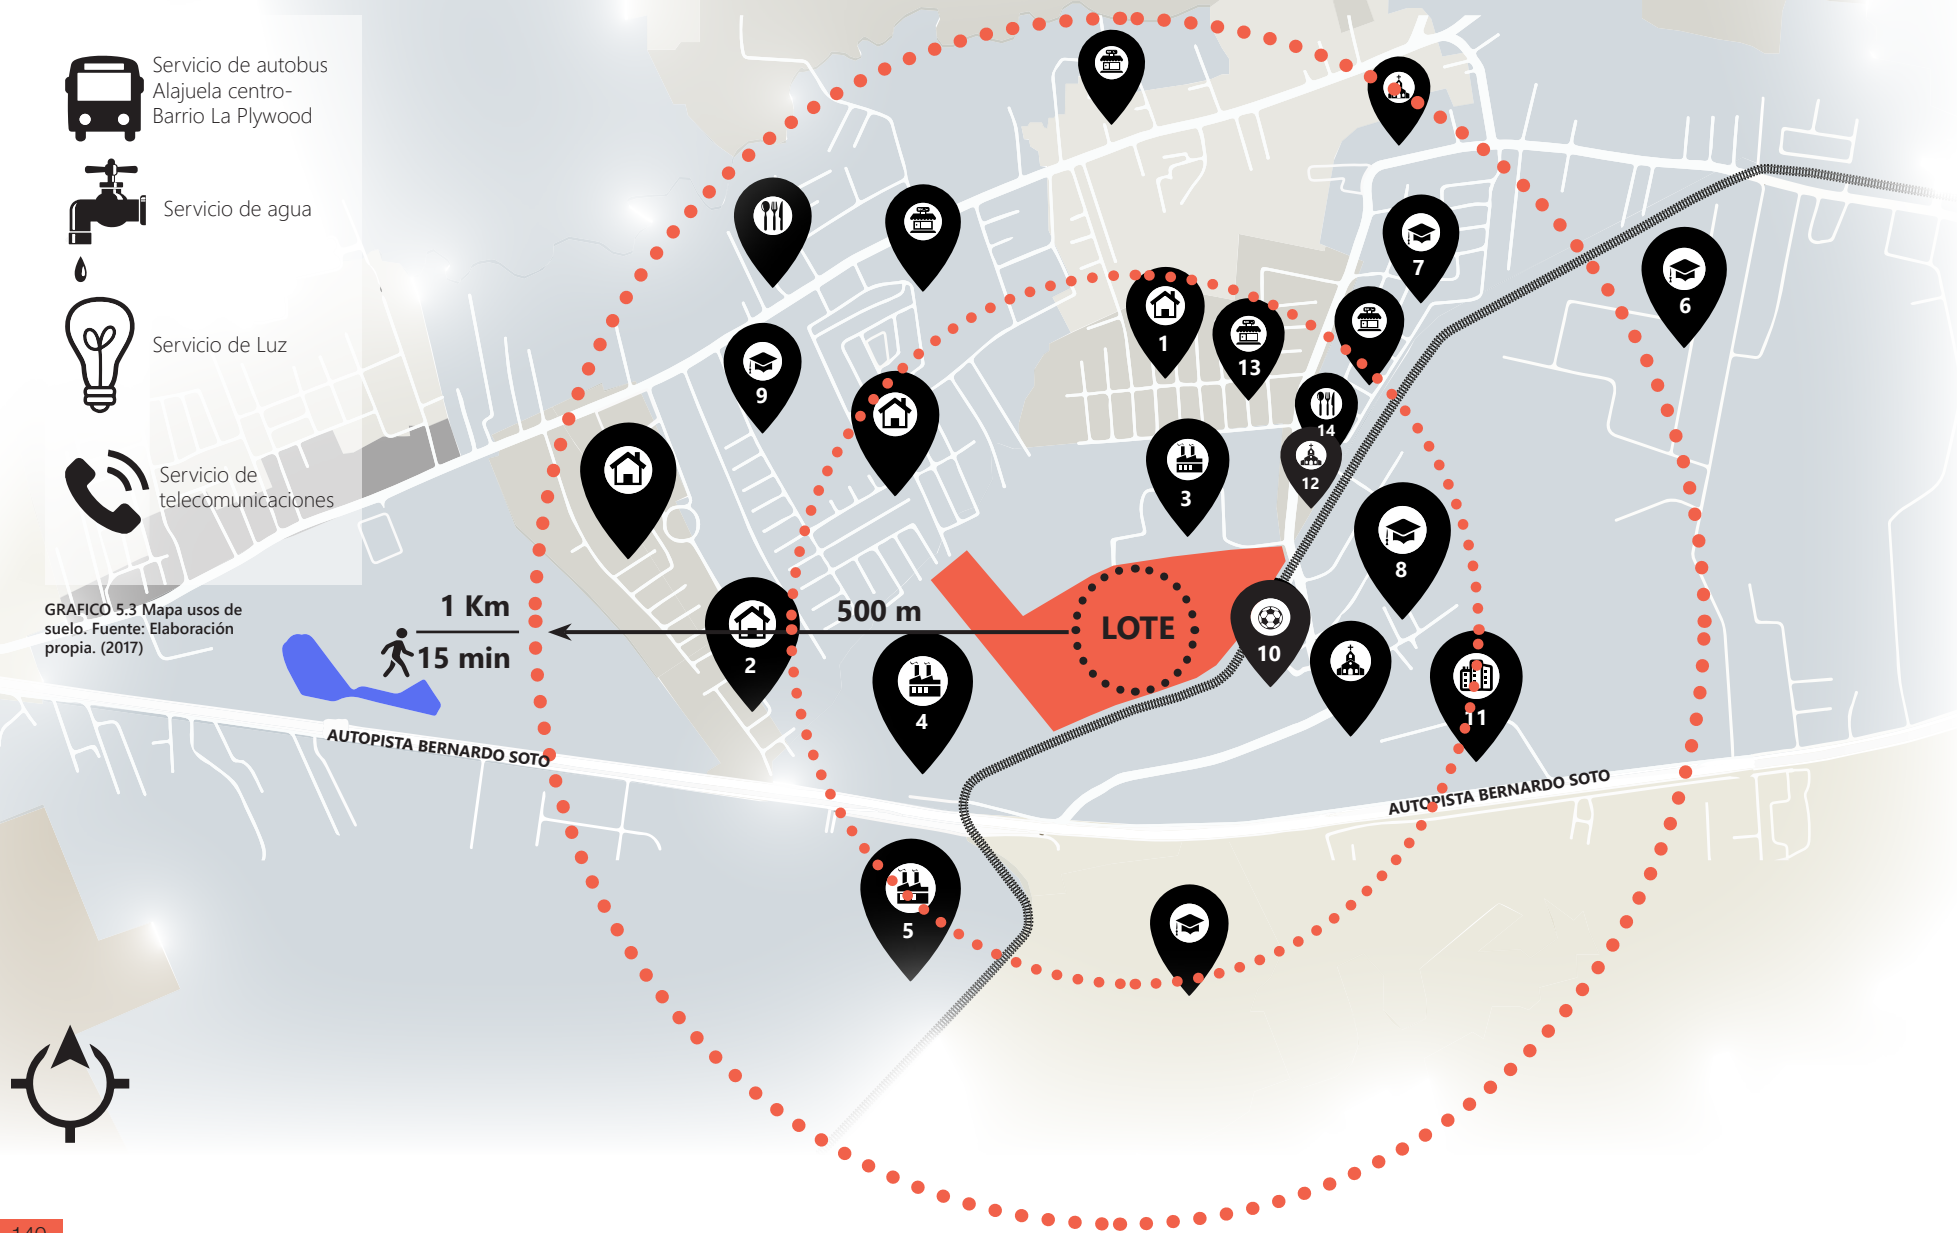 Servicio de autobus
Alajuela centro-
Barrio La Plywood
Servicio de agua
Servicio de Luz
Servicio de
telecomunicaciones
GRAFICO 5.3 Mapa usos de
suelo. Fuente: Elaboración
propia. (2017)
1 Km
15 min
500 m
LOTE
7
6
1
13
9
14
12
3
8
10
2
4
11
5
AUTOPISTA BERNARDO SOTO
AUTOPISTA BERNARDO SOTO